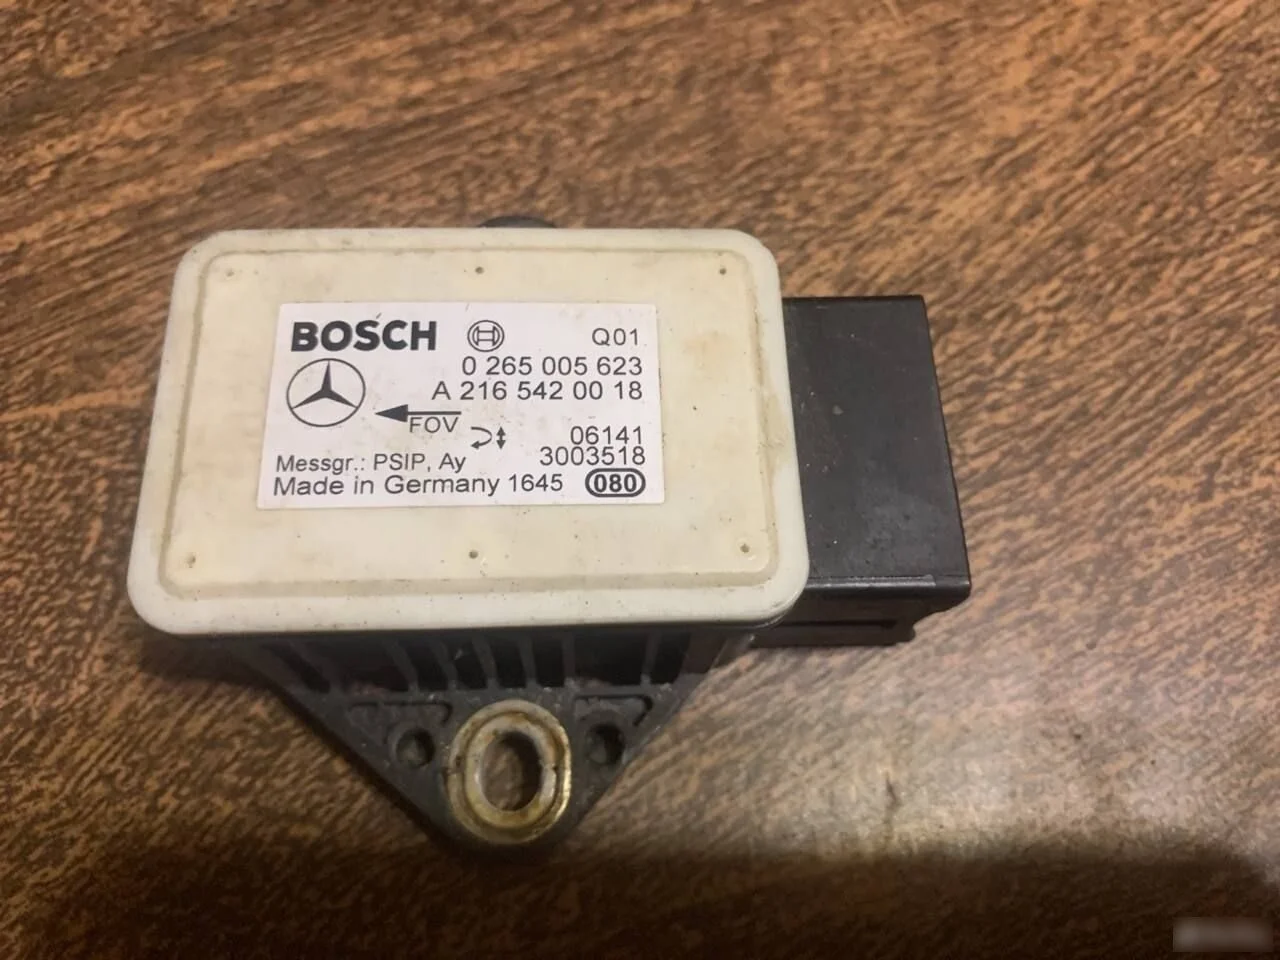 BOSCH Q01
0 265 005 623
A 216 542 00 18
FOV
06141
Messgr.: PSIP, Ay 3003518
Made in Germany 1645 080